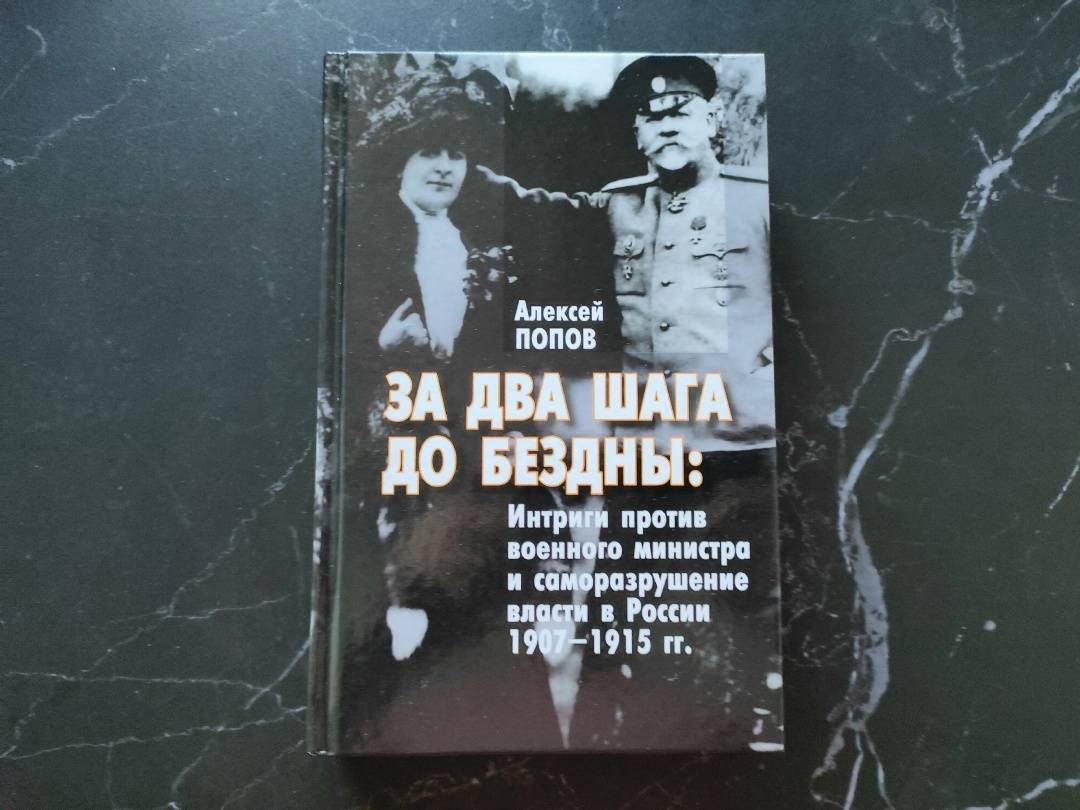 Алексей
ПОПОВ
ЗА ДВА ШАГА
ДО БЕЗДНЫ:
Интриги против
военного министра
и саморазрушение
власти в России
1907–1915 гг.